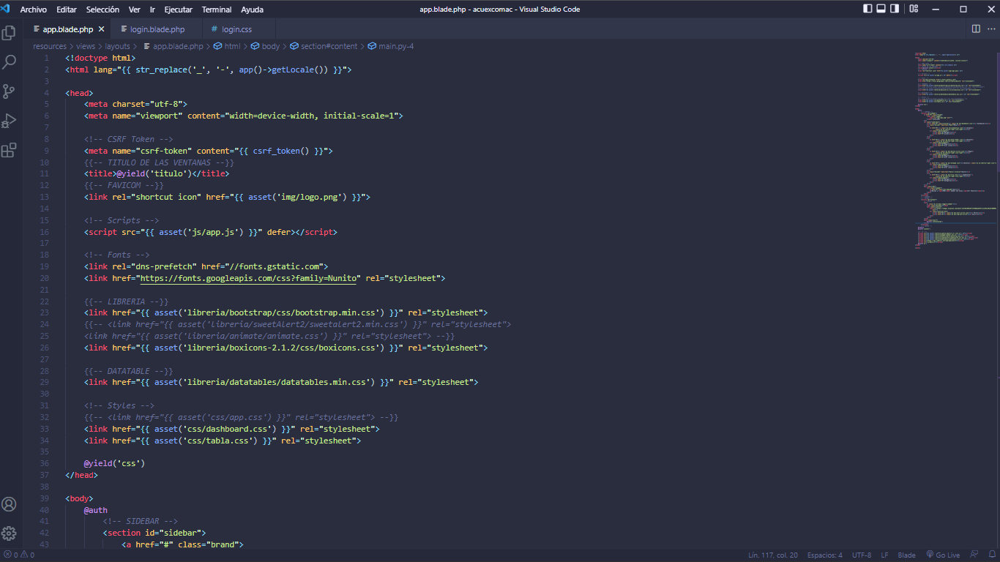 Archivo Editar Selección Ver Ir Ejecutar Terminal Ayuda app.blade.php - acuexcomac - Visual Studio Code
app.blade.php login.blade.php # login.css
resources > views > layouts > app.blade.php > html > body > section#content > main.py-4
1 <!doctype html>
2 <html lang="{{ str_replace('_', '-', app()->getLocale()) }}">
3
4 <head>
5 <meta charset="utf-8">
6 <meta name="viewport" content="width=device-width, initial-scale=1">
7
8 <!-- CSRF Token -->
9 <meta name="csrf-token" content="{{ csrf_token() }}">
10 {{-- TITULO DE LAS VENTANAS --}}
11 <title>@yield('titulo')</title>
12 {{-- FAVICOM --}}
13 <link rel="shortcut icon" href="{{ asset('img/logo.png') }}">
14
15 <!-- Scripts -->
16 <script src="{{ asset('js/app.js') }}" defer></script>
17
18 <!-- Fonts -->
19 <link rel="dns-prefetch" href="//fonts.gstatic.com">
20 <link href="https://fonts.googleapis.com/css?family=Nunito" rel="stylesheet">
21
22 {{-- LIBRERIA --}}
23 <link href="{{ asset('libreria/bootstrap/css/bootstrap.min.css') }}" rel="stylesheet">
24 {{-- <link href="{{ asset('libreria/sweetAlert2/sweetalert2.min.css') }}" rel="stylesheet">
25 <link href="{{ asset('libreria/animate/animate.css') }}" rel="stylesheet"> --}}
26 <link href="{{ asset('libreria/boxicons-2.1.2/css/boxicons.css') }}" rel="stylesheet">
27
28 {{-- DATATABLE --}}
29 <link href="{{ asset('libreria/datatables/datatables.min.css') }}" rel="stylesheet">
30
31 <!-- Styles -->
32 {{-- <link href="{{ asset('css/app.css') }}" rel="stylesheet"> --}}
33 <link href="{{ asset('css/dashboard.css') }}" rel="stylesheet">
34 <link href="{{ asset('css/tabla.css') }}" rel="stylesheet">
35
36 @yield('css')
37 </head>
38
39 <body>
40 @auth
41 <!-- SIDEBAR -->
42 <section id="sidebar">
43 <a href="#" class="brand">
0 0 Lín. 117, col. 20 Espacios: 4 UTF-8 LF Blade Go Live